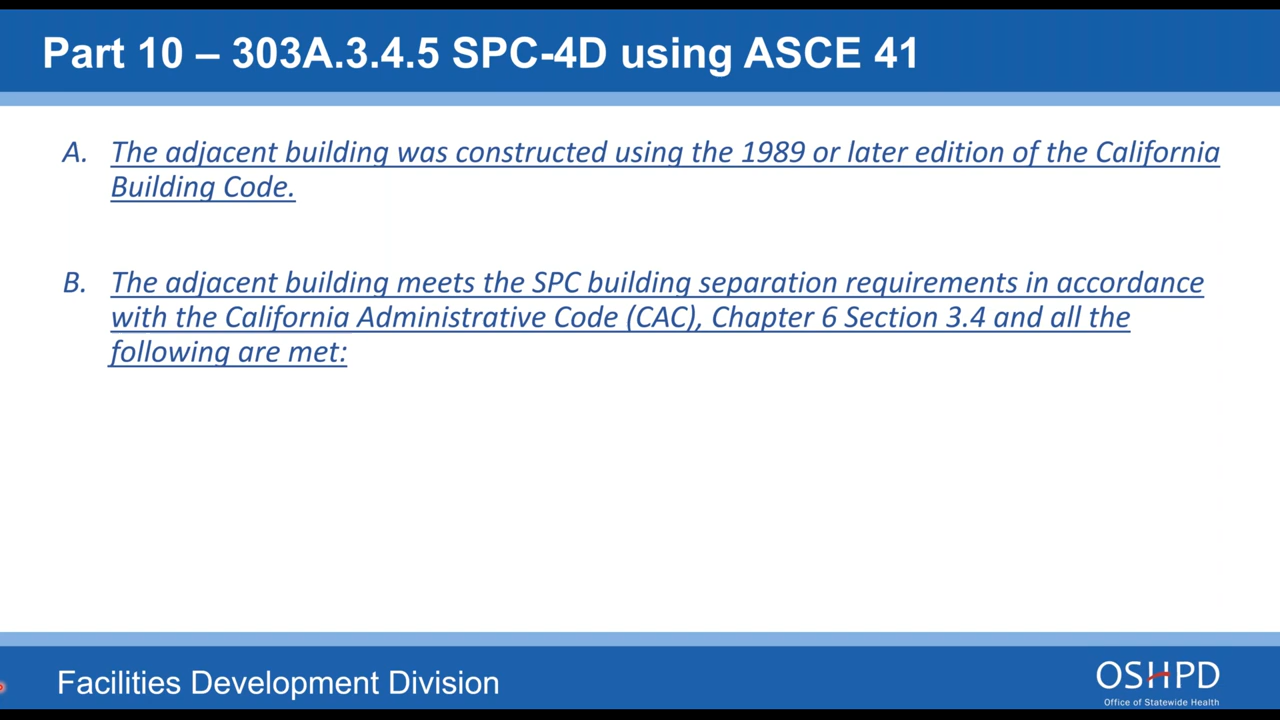 Part 10 – 303A.3.4.5 SPC-4D using ASCE 41
A. The adjacent building was constructed using the 1989 or later edition of the California
Building Code.
B. The adjacent building meets the SPC building separation requirements in accordance
with the California Administrative Code (CAC), Chapter 6 Section 3.4 and all the
following are met:
Facilities Development Division
OSHPD
Office of Statewide Health